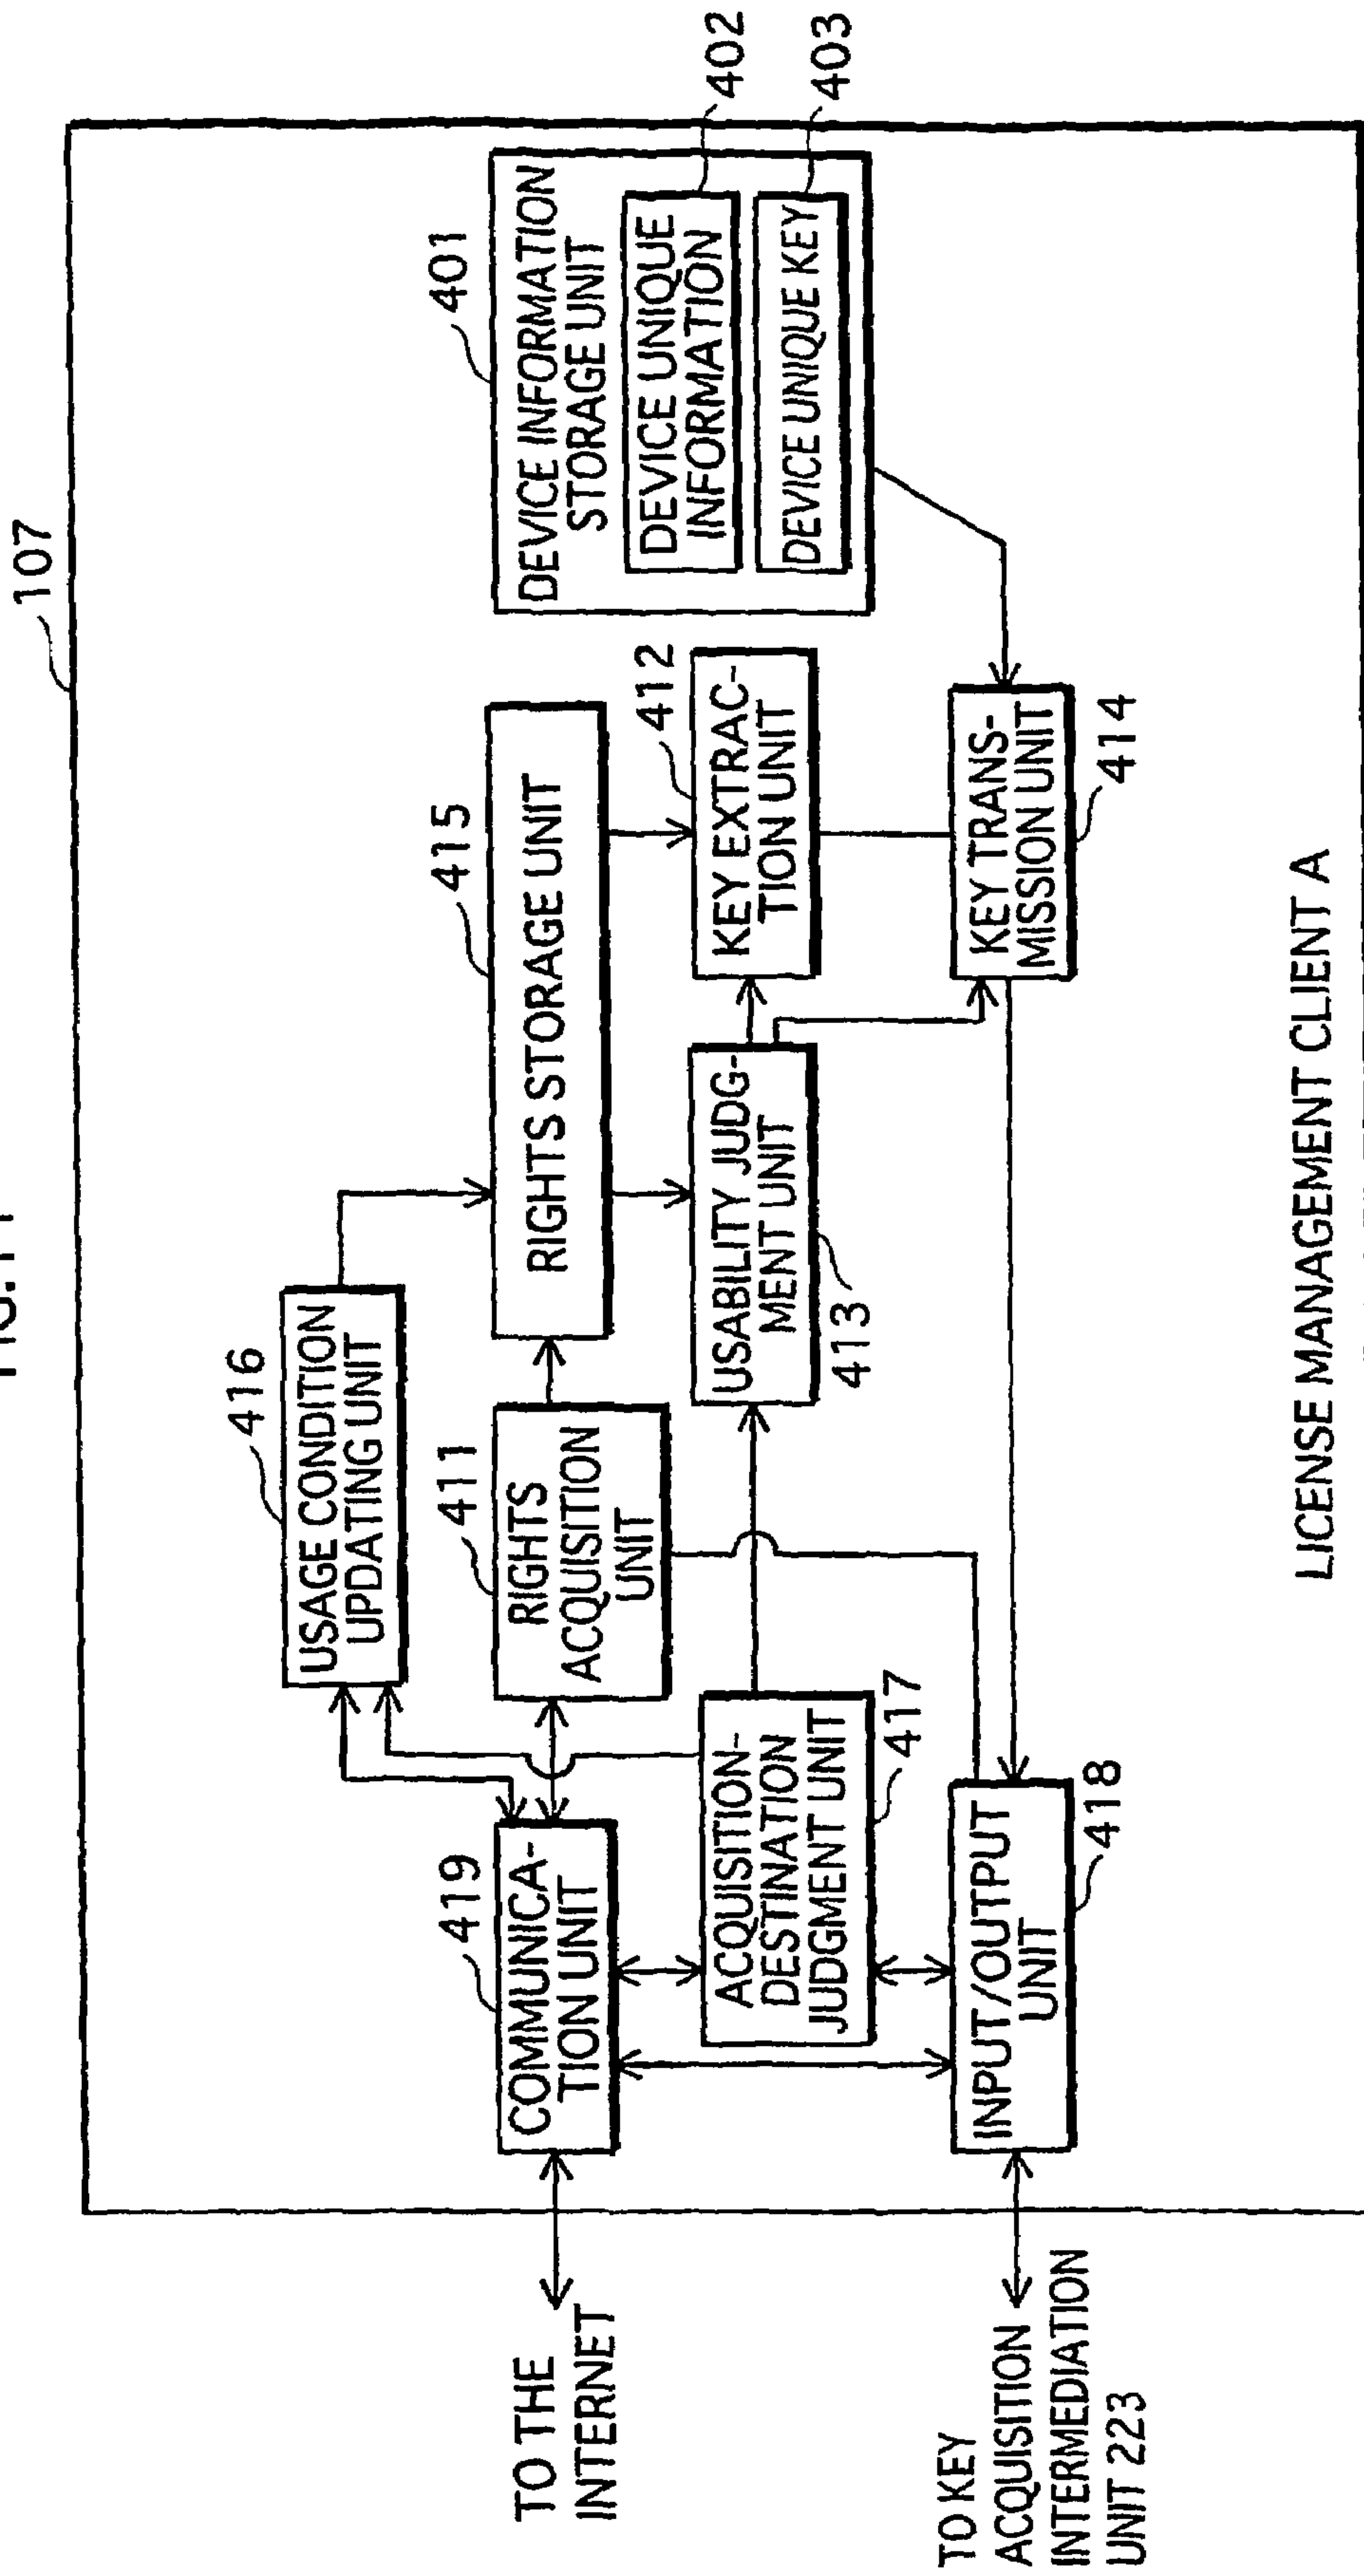 107
416
USAGE CONDITION
UPDATING UNIT
419
COMMUNICA-
TION UNIT
411
RIGHTS
ACQUISITION
UNIT
415
RIGHTS STORAGE UNIT
401
DEVICE INFORMATION
STORAGE UNIT
DEVICE UNIQUE
INFORMATION
402
DEVICE UNIQUE KEY
403
TO THE
INTERNET
ACQUISITION-
DESTINATION
JUDGMENT UNIT
417
USABILITY JUDG-
MENT UNIT
413
412
KEY EXTRAC-
TION UNIT
INPUT/OUTPUT
UNIT
418
KEY TRANS-
MISSION UNIT
414
TO KEY
ACQUISITION
INTERMEDIATION
UNIT 223
LICENSE MANAGEMENT CLIENT A